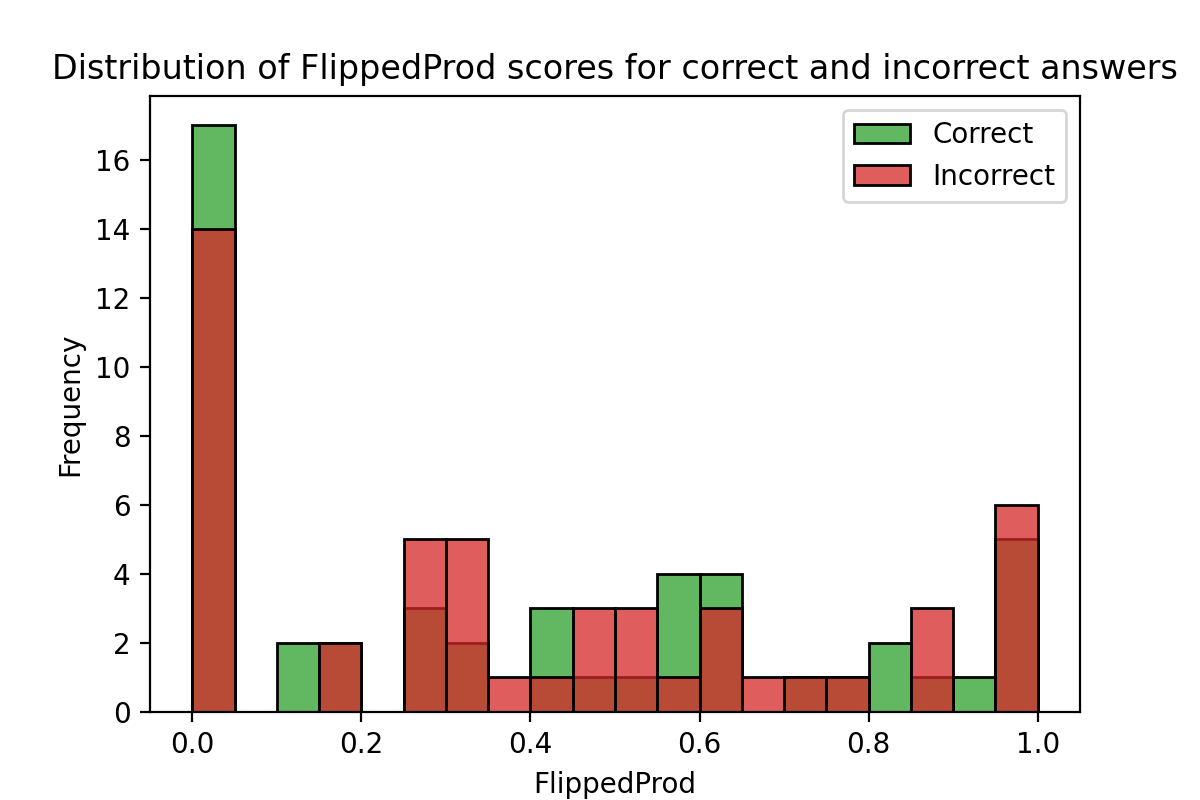 Distribution of FlippedProd scores for correct and incorrect answers
Correct
Incorrect
16
14
12
10
8
6
4
2
0
Frequency
0.0 0.2 0.4 0.6 0.8 1.0
FlippedProd